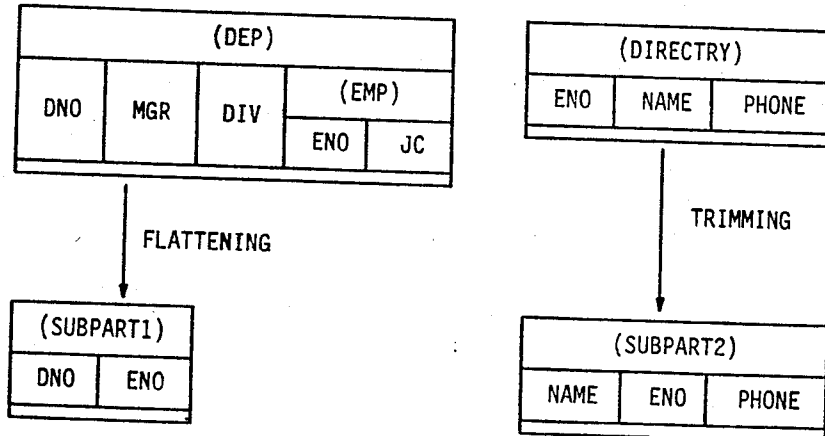 (DEP)
DNO MGR DIV (EMP)
ENO JC
FLATTENING
(SUBPART1)
DNO ENO
(DIRECTRY)
ENO NAME PHONE
TRIMMING
(SUBPART2)
NAME ENO PHONE